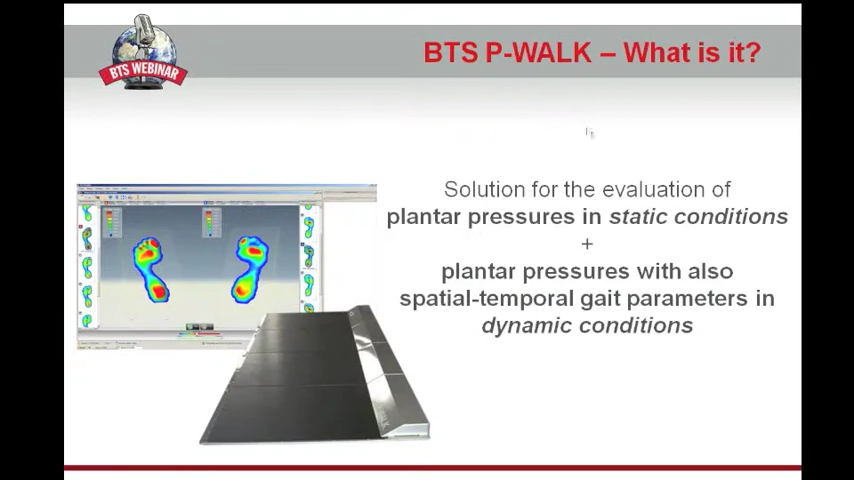 BTS WEBINAR
BTS P-WALK – What is it?
Solution for the evaluation of
plantar pressures in static conditions
+
plantar pressures with also
spatial-temporal gait parameters in
dynamic conditions